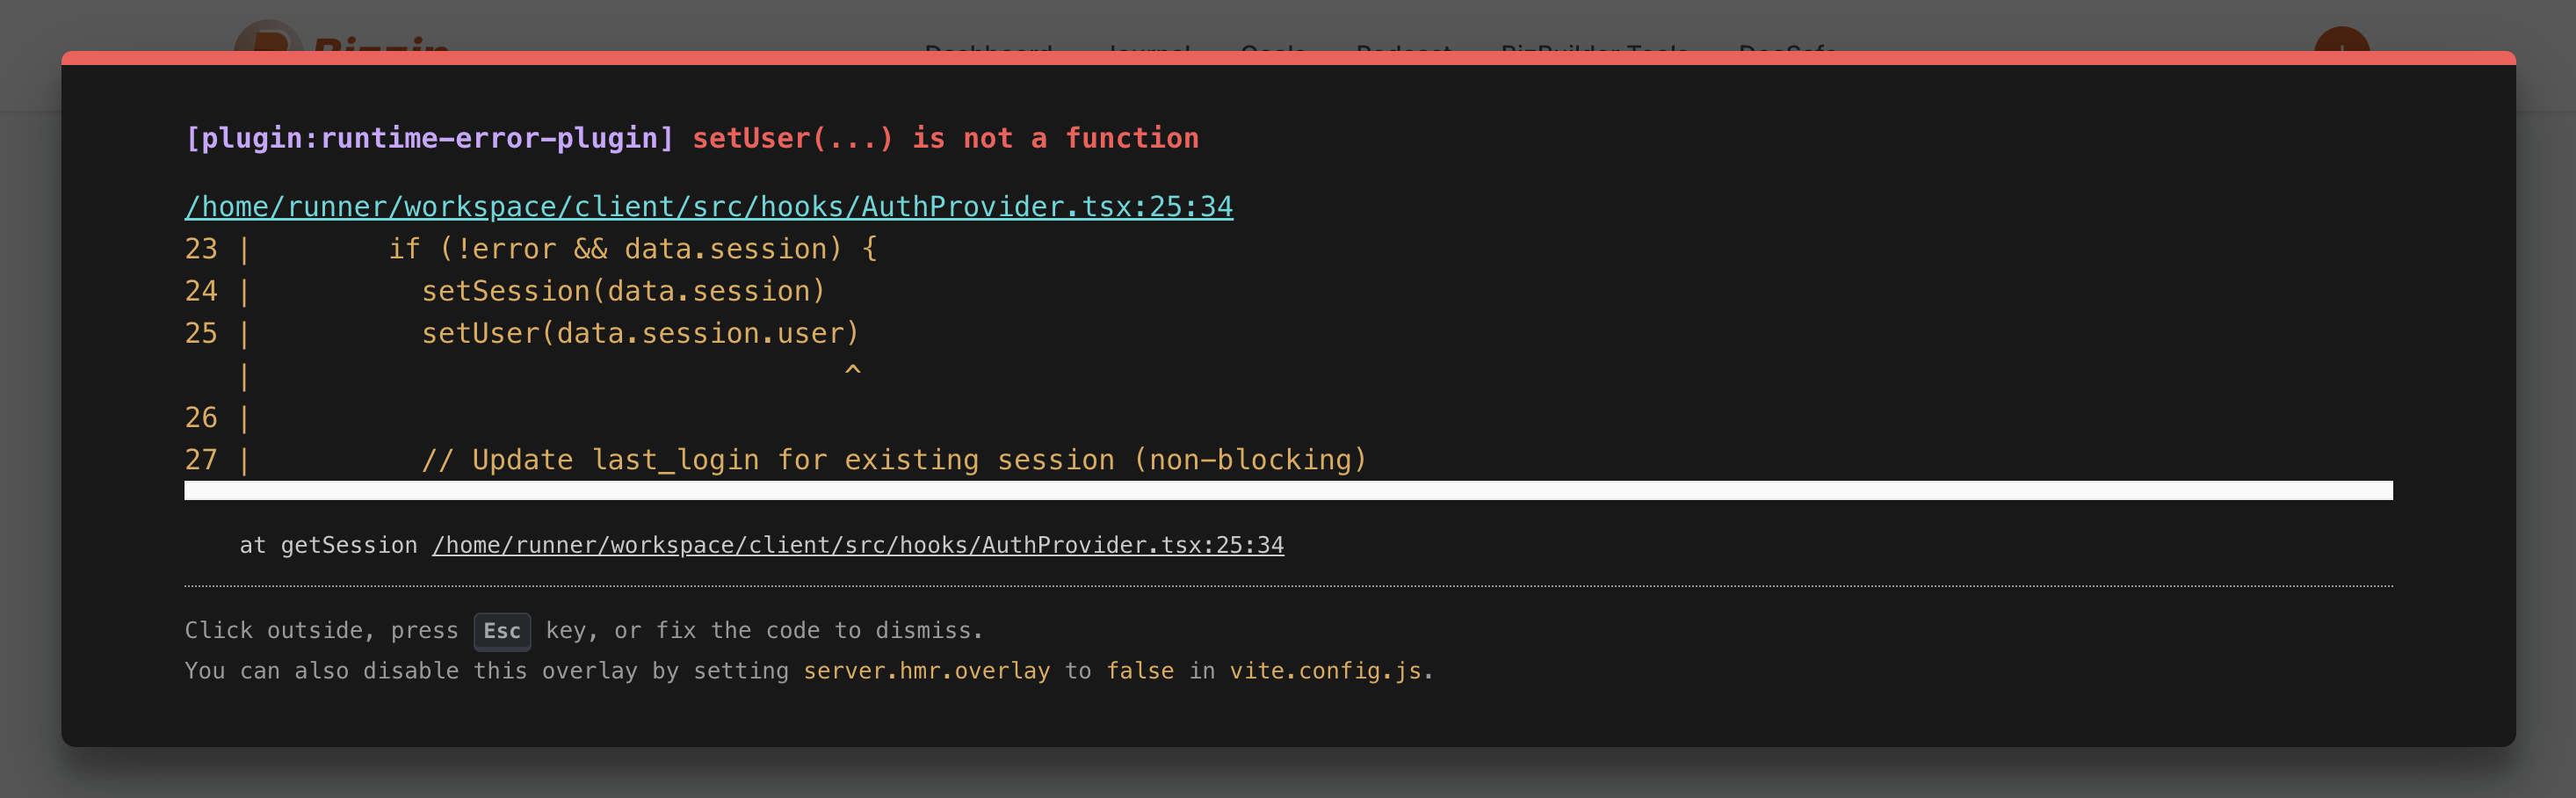 [plugin:runtime-error-plugin] setUser(...) is not a function
/home/runner/workspace/client/src/hooks/AuthProvider.tsx:25:34
23 |        if (!error && data.session) {
24 |          setSession(data.session)
25 |          setUser(data.session.user)
   |                                   ^
26 |
27 |          // Update last_login for existing session (non-blocking)
at getSession /home/runner/workspace/client/src/hooks/AuthProvider.tsx:25:34
Click outside, press Esc key, or fix the code to dismiss.
You can also disable this overlay by setting server.hmr.overlay to false in vite.config.js.